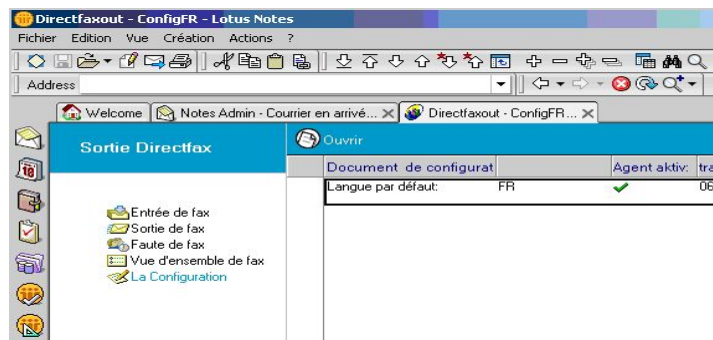 Directfaxout - ConfigFR - Lotus Notes
Fichier Edition Vue Création Actions ?
Address
Welcome Notes Admin - Courrier en arrivé... Directfaxout - ConfigFR...
Sortie Directfax
Ouvrir
Document de configurat Agent aktiv: tra
Langue par défaut: FR 06
Entrée de fax
Sortie de fax
Faute de fax
Vue d'ensemble de fax
La Configuration